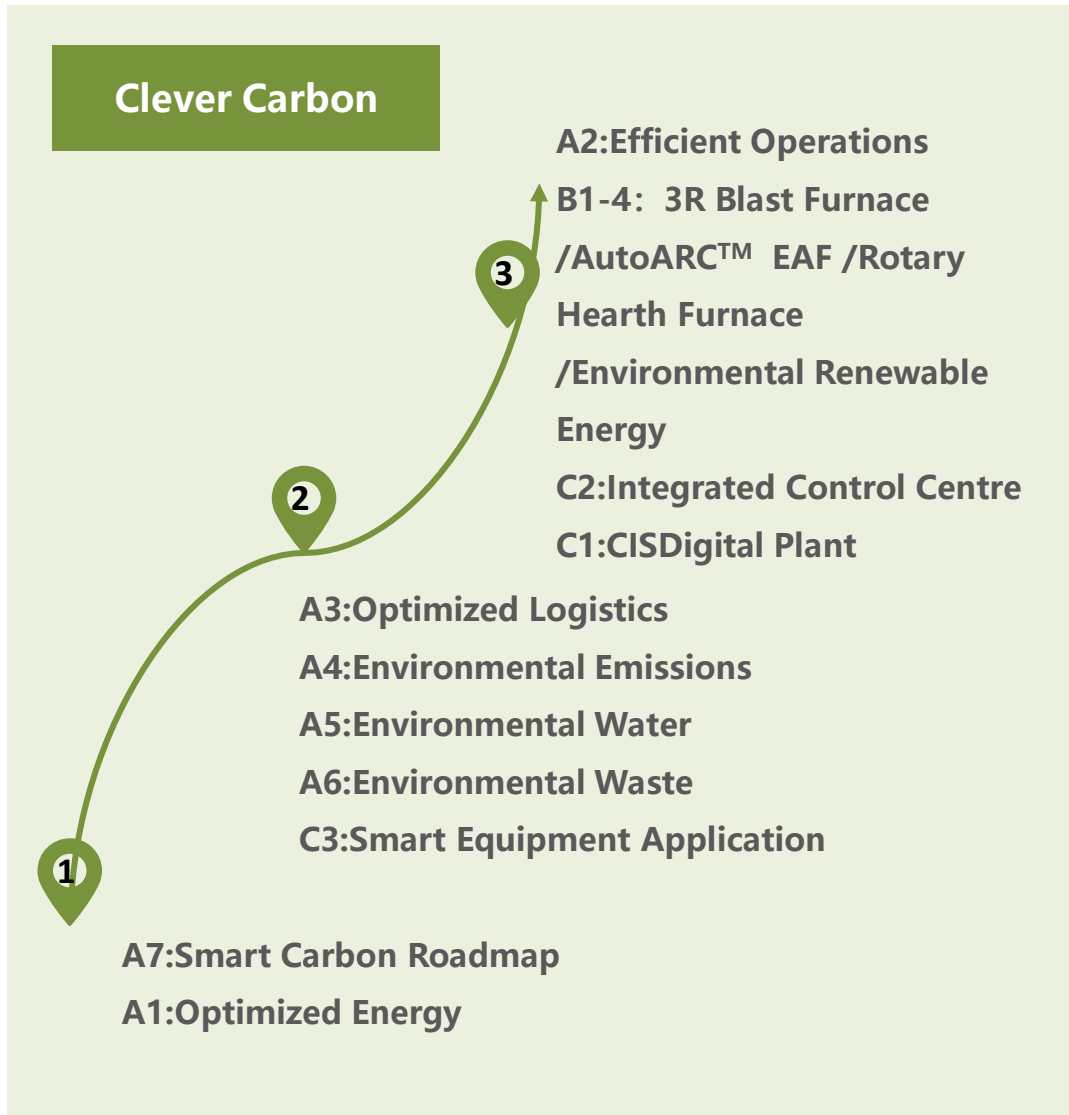 Clever Carbon
A2:Efficient Operations
B1-4：3R Blast Furnace
/AutoARC™ EAF /Rotary
Hearth Furnace
/Environmental Renewable
Energy
C2:Integrated Control Centre
C1:CISDigital Plant
3
2
A3:Optimized Logistics
A4:Environmental Emissions
A5:Environmental Water
A6:Environmental Waste
C3:Smart Equipment Application
1
A7:Smart Carbon Roadmap
A1:Optimized Energy